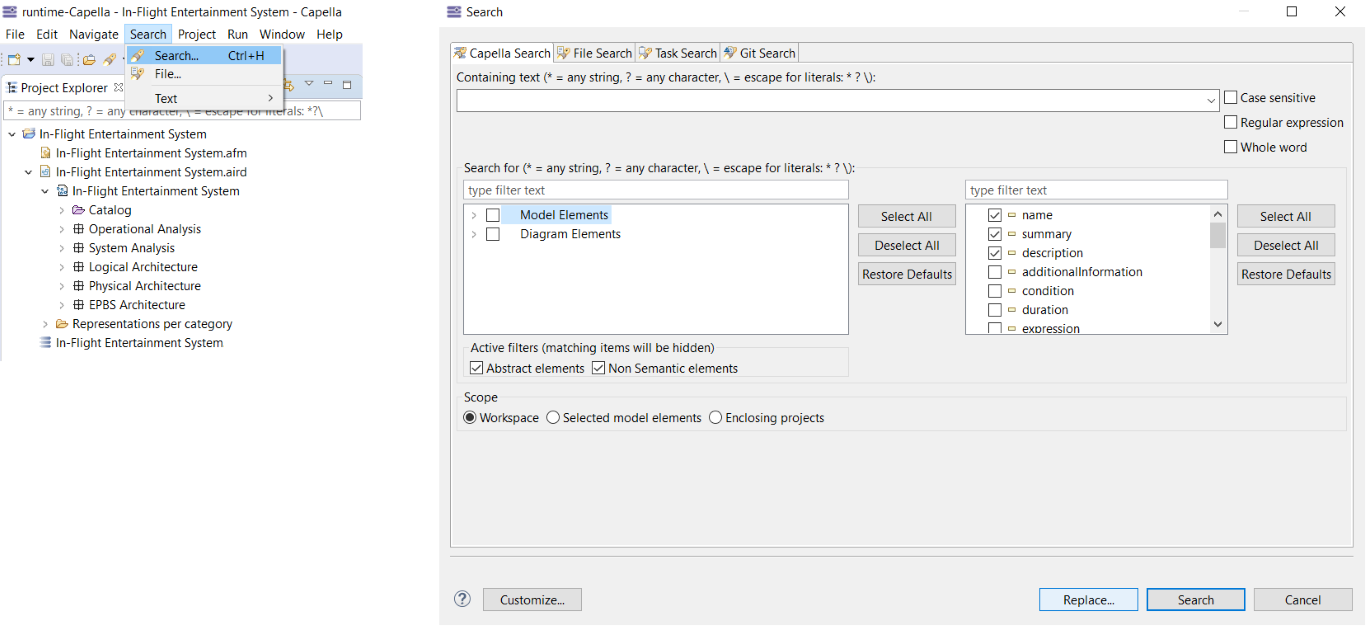 runtime-Capella - In-Flight Entertainment System - Capella
File Edit Navigate Search Project Run Window Help
Search... Ctrl+H
File...
Text
Project Explorer
* = any string, ? = any character, \ = escape for literals: *?\
In-Flight Entertainment System
In-Flight Entertainment System.afm
In-Flight Entertainment System.aird
In-Flight Entertainment System
Catalog
Operational Analysis
System Analysis
Logical Architecture
Physical Architecture
EPBS Architecture
Representations per category
In-Flight Entertainment System
Search
Capella Search File Search Task Search Git Search
Containing text (* = any string, ? = any character, \ = escape for literals: * ? \):
Case sensitive
Regular expression
Whole word
Search for (* = any string, ? = any character, \ = escape for literals: * ? \):
type filter text
Model Elements
Diagram Elements
Select All
Deselect All
Restore Defaults
type filter text
name
summary
description
additionalInformation
condition
duration
expression
Select All
Deselect All
Restore Defaults
Active filters (matching items will be hidden)
Abstract elements Non Semantic elements
Scope
Workspace Selected model elements Enclosing projects
? Customize... Replace... Search Cancel